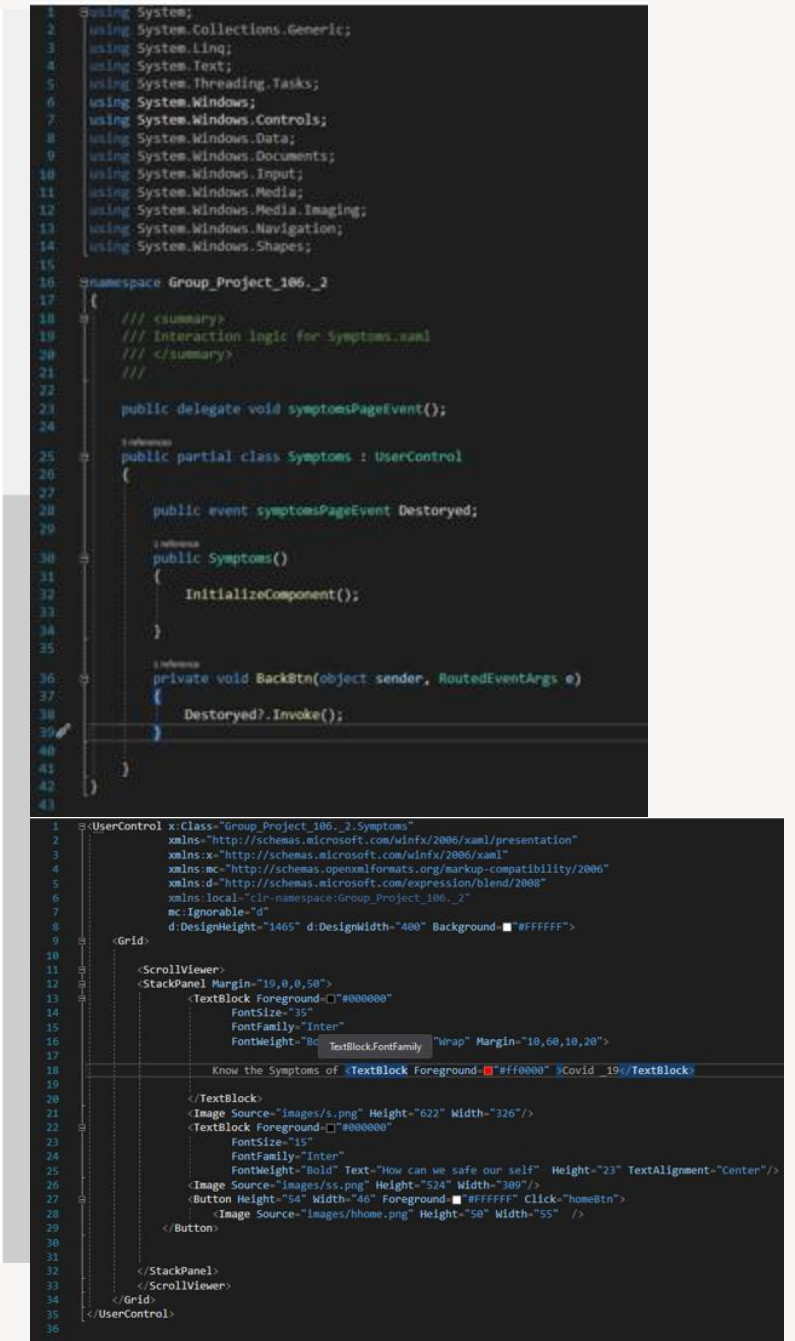 1 using System;
2 using System.Collections.Generic;
3 using System.Linq;
4 using System.Text;
5 using System.Threading.Tasks;
6 using System.Windows;
7 using System.Windows.Controls;
8 using System.Windows.Data;
9 using System.Windows.Documents;
10 using System.Windows.Input;
11 using System.Windows.Media;
12 using System.Windows.Media.Imaging;
13 using System.Windows.Navigation;
14 using System.Windows.Shapes;
15
16 namespace Group_Project_106._2
17 {
18 /// <summary>
19 /// Interaction logic for Symptoms.xaml
20 /// </summary>
21 ///
22
23 public delegate void symptomsPageEvent();
24
references
25 public partial class Symptoms : UserControl
26 {
27
28 public event symptomsPageEvent Destoryed;
29
reference
30 public Symptoms()
31 {
32 InitializeComponent();
33
34 }
35
reference
36 private void BackBtn(object sender, RoutedEventArgs e)
37 {
38 Destoryed?.Invoke();
39 }
40
41 }
42 }
43
1 <UserControl x:Class="Group_Project_106._2.Symptoms"
2 xmlns="http://schemas.microsoft.com/winfx/2006/xaml/presentation"
3 xmlns:x="http://schemas.microsoft.com/winfx/2006/xaml"
4 xmlns:mc="http://schemas.openxmlformats.org/markup-compatibility/2006"
5 xmlns:d="http://schemas.microsoft.com/expression/blend/2008"
6 xmlns:local="clr-namespace:Group_Project_106._2"
7 mc:Ignorable="d"
8 d:DesignHeight="1465" d:DesignWidth="400" Background="#FFFFFF">
9 <Grid>
10
11 <ScrollViewer>
12 <StackPanel Margin="19,0,0,50">
13 <TextBlock Foreground="#000000"
14 FontSize="35"
15 FontFamily="Inter"
16 FontWeight="Bo TextBlock.FontFamily "Wrap" Margin="10,60,10,20">
17
18 Know the Symptoms of <TextBlock Foreground="#ff0000" >Covid _19</TextBlock>
19
20 </TextBlock>
21 <Image Source="images/s.png" Height="622" Width="326"/>
22 <TextBlock Foreground="#000000"
23 FontSize="15"
24 FontFamily="Inter"
25 FontWeight="Bold" Text="How can we safe our self" Height="23" TextAlignment="Center"/>
26 <Image Source="images/ss.png" Height="524" Width="309"/>
27 <Button Height="54" Width="46" Foreground="#FFFFFF" Click="homeBtn">
28 <Image Source="images/hhome.png" Height="50" Width="55" />
29 </Button>
30
31
32 </StackPanel>
33 </ScrollViewer>
34 </Grid>
35 </UserControl>
36